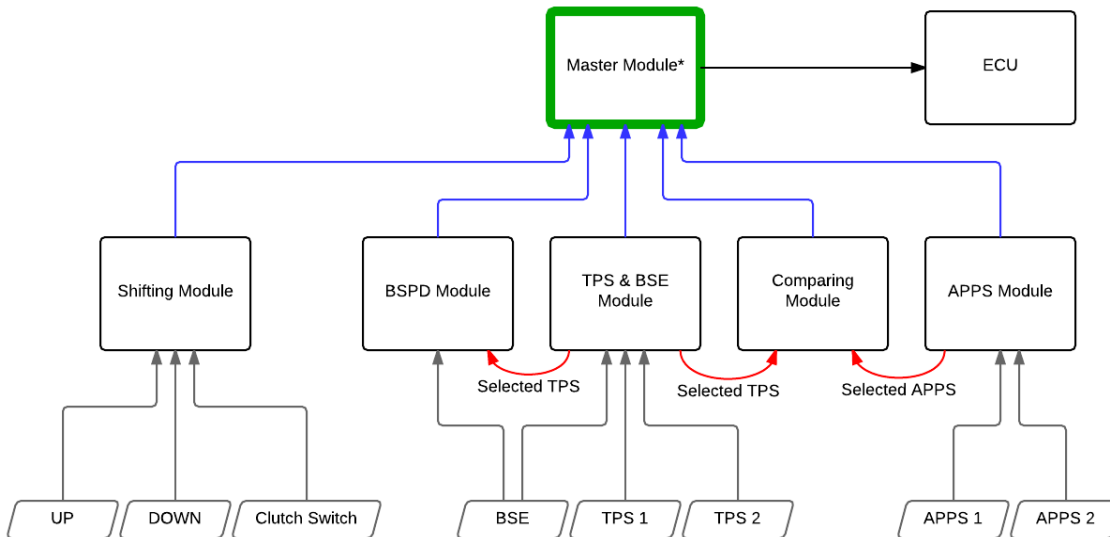 Master Module*
ECU
Shifting Module
BSPD Module
TPS & BSE
Module
Comparing
Module
APPS Module
Selected TPS
Selected TPS
Selected APPS
UP
DOWN
Clutch Switch
BSE
TPS 1
TPS 2
APPS 1
APPS 2